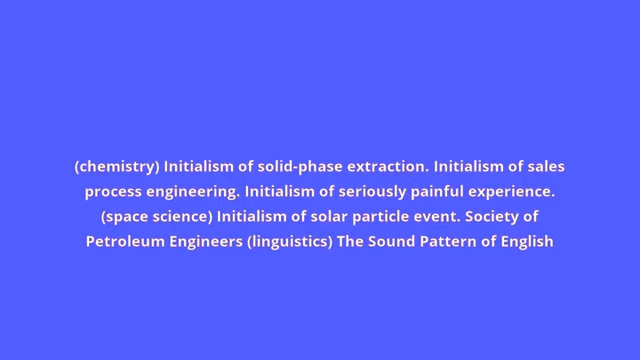 (chemistry) Initialism of solid-phase extraction. Initialism of sales
process engineering. Initialism of seriously painful experience.
(space science) Initialism of solar particle event. Society of
Petroleum Engineers (linguistics) The Sound Pattern of English